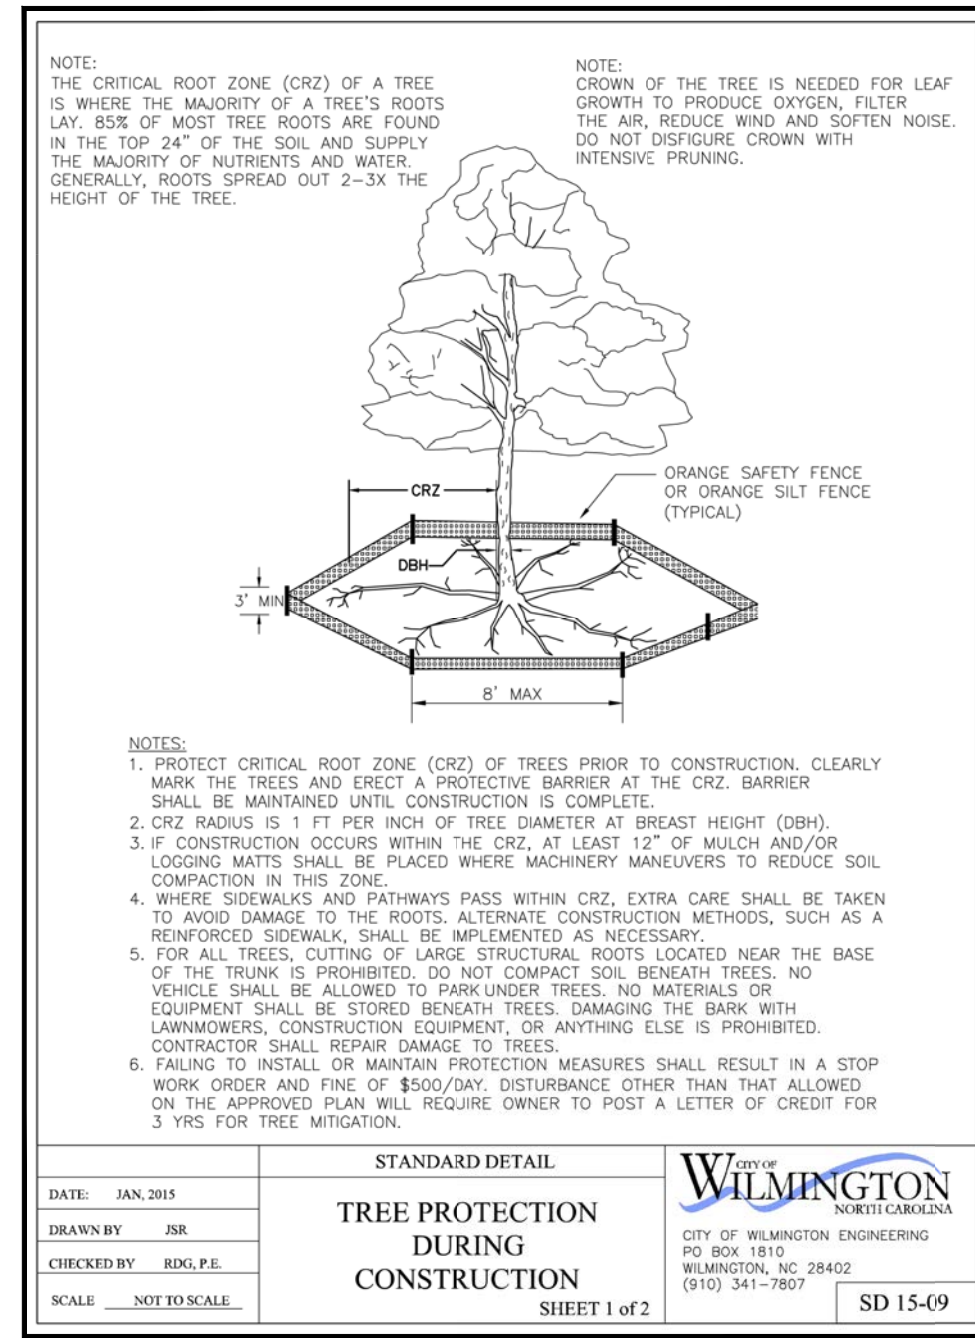 NOTE:
THE CRITICAL ROOT ZONE (CRZ) OF A TREE
IS WHERE THE MAJORITY OF A TREE'S ROOTS
LAY. 85% OF MOST TREE ROOTS ARE FOUND
IN THE TOP 24" OF THE SOIL AND SUPPLY
THE MAJORITY OF NUTRIENTS AND WATER.
GENERALLY, ROOTS SPREAD OUT 2-3X THE
HEIGHT OF THE TREE.
NOTE:
CROWN OF THE TREE IS NEEDED FOR LEAF
GROWTH TO PRODUCE OXYGEN, FILTER
THE AIR, REDUCE WIND AND SOFTEN NOISE.
DO NOT DISFIGURE CROWN WITH
INTENSIVE PRUNING.
ORANGE SAFETY FENCE
OR ORANGE SILT FENCE
(TYPICAL)
CRZ
DBH
3' MIN
8' MAX
NOTES:
1. PROTECT CRITICAL ROOT ZONE (CRZ) OF TREES PRIOR TO CONSTRUCTION. CLEARLY
MARK THE TREES AND ERECT A PROTECTIVE BARRIER AT THE CRZ. BARRIER
SHALL BE MAINTAINED UNTIL CONSTRUCTION IS COMPLETE.
2. CRZ RADIUS IS 1 FT PER INCH OF TREE DIAMETER AT BREAST HEIGHT (DBH).
3. IF CONSTRUCTION OCCURS WITHIN THE CRZ, AT LEAST 12" OF MULCH AND/OR
LOGGING MATTS SHALL BE PLACED WHERE MACHINERY MANEUVERS TO REDUCE SOIL
COMPACTION IN THIS ZONE.
4. WHERE SIDEWALKS AND PATHWAYS PASS WITHIN CRZ, EXTRA CARE SHALL BE TAKEN
TO AVOID DAMAGE TO THE ROOTS. ALTERNATE CONSTRUCTION METHODS, SUCH AS A
REINFORCED SIDEWALK, SHALL BE IMPLEMENTED AS NECESSARY.
5. FOR ALL TREES, CUTTING OF LARGE STRUCTURAL ROOTS LOCATED NEAR THE BASE
OF THE TRUNK IS PROHIBITED. DO NOT COMPACT SOIL BENEATH TREES. NO
VEHICLE SHALL BE ALLOWED TO PARK UNDER TREES. NO MATERIALS OR
EQUIPMENT SHALL BE STORED BENEATH TREES. DAMAGING THE BARK WITH
LAWNMOWERS, CONSTRUCTION EQUIPMENT, OR ANYTHING ELSE IS PROHIBITED.
CONTRACTOR SHALL REPAIR DAMAGE TO TREES.
6. FAILING TO INSTALL OR MAINTAIN PROTECTION MEASURES SHALL RESULT IN A STOP
WORK ORDER AND FINE OF $500/DAY. DISTURBANCE OTHER THAN THAT ALLOWED
ON THE APPROVED PLAN WILL REQUIRE OWNER TO POST A LETTER OF CREDIT FOR
3 YRS FOR TREE MITIGATION.
DATE: JAN, 2015
DRAWN BY JSR
CHECKED BY RDG, P.E.
SCALE NOT TO SCALE
STANDARD DETAIL
TREE PROTECTION
DURING
CONSTRUCTION
SHEET 1 of 2
CITY OF
WILMINGTON
NORTH CAROLINA
CITY OF WILMINGTON ENGINEERING
PO BOX 1810
WILMINGTON, NC 28402
(910) 341-7807
SD 15-09